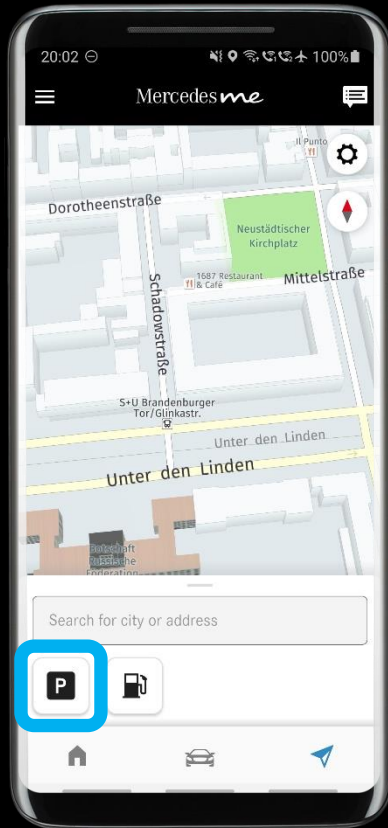 20:02
100%
Mercedes me
Il Punto
Dorotheenstraße
Neustädtischer
Kirchplatz
1687 Restaurant
& Café
Mittelstraße
Schadowstraße
S+U Brandenburger
Tor/Glinkastr.
Unter den Linden
Unter den Linden
Botschaft
Russische
Föderation
Search for city or address
P